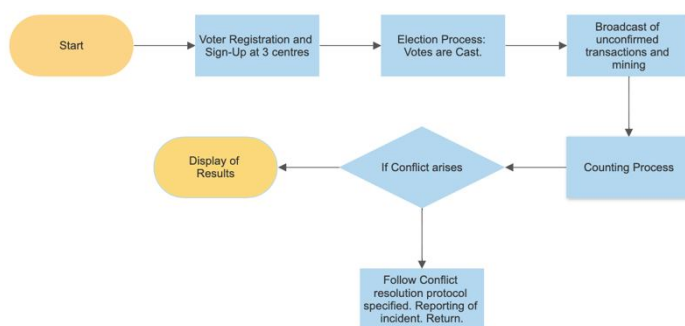 Start
Voter Registration and
Sign-Up at 3 centres
Election Process:
Votes are Cast.
Broadcast of
unconfirmed
transactions and
mining
Counting Process
If Conflict arises
Display of
Results
Follow Conflict
resolution protocol
specified. Reporting of
incident. Return.